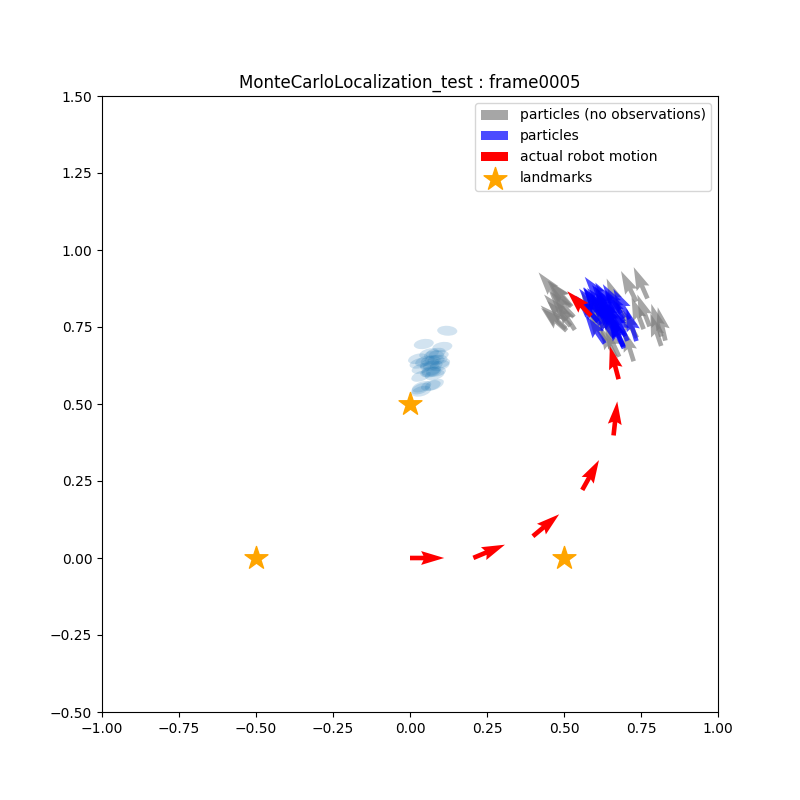 MonteCarloLocalization_test : frame0005
particles (no observations)
particles
actual robot motion
landmarks
1.50
1.25
1.00
0.75
0.50
0.25
0.00
−0.25
−0.50
−1.00 −0.75 −0.50 −0.25 0.00 0.25 0.50 0.75 1.00